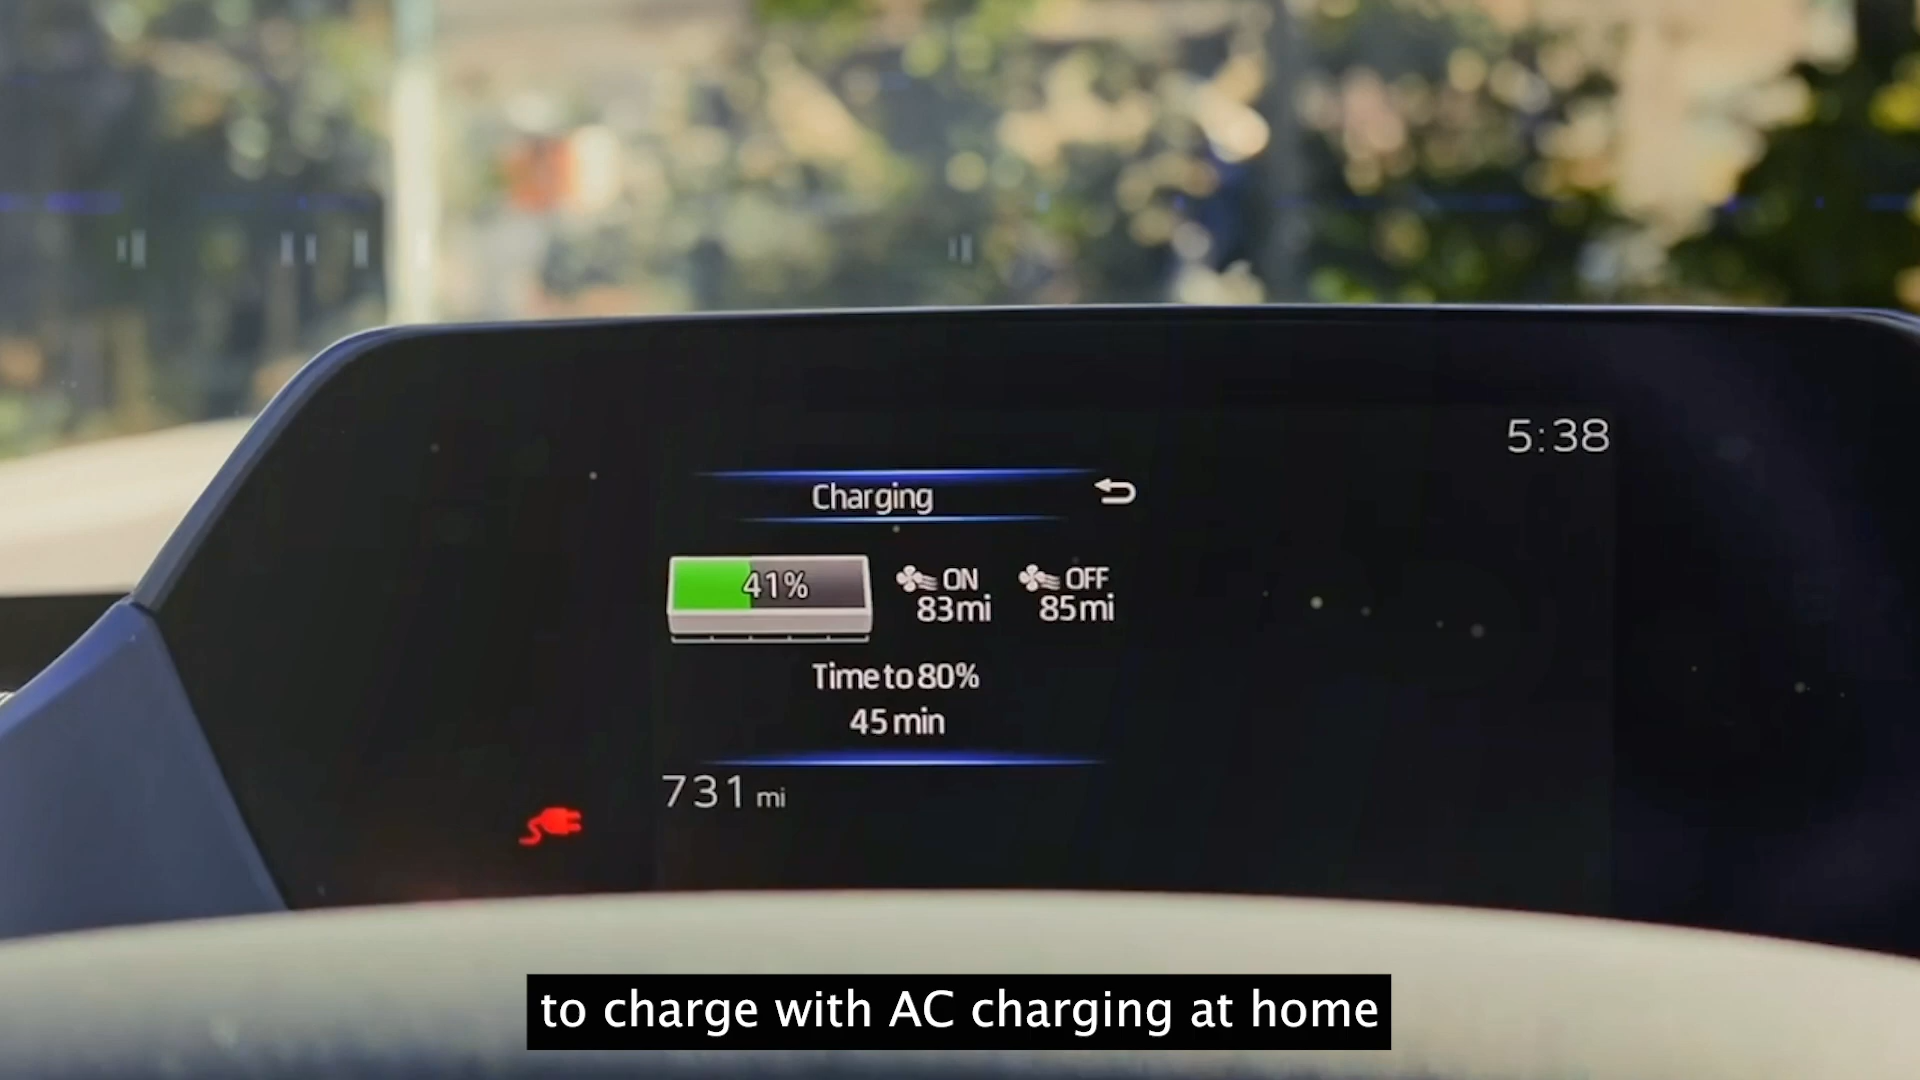 5:38
Charging
41%
ON
83mi
OFF
85mi
Time to 80%
45 min
731 mi
to charge with AC charging at home